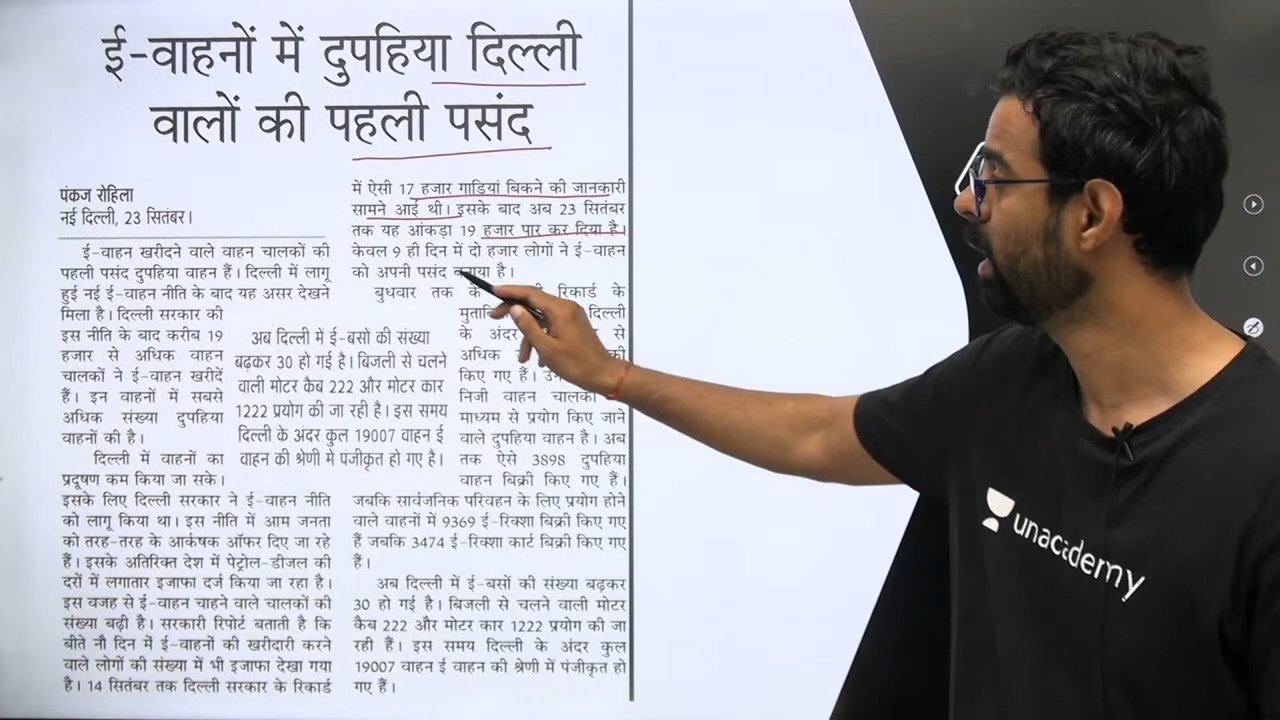 ई-वाहनों में दुपहिया दिल्ली
वालों की पहली पसंद
पंकज रोहिला
नई दिल्ली, 23 सितंबर।
ई-वाहन खरीदने वाले वाहन चालकों की
पहली पसंद दुपहिया वाहन हैं। दिल्ली में लागू
हुई नई ई-वाहन नीति के बाद यह असर देखने
मिला है। दिल्ली सरकार की
इस नीति के बाद करीब 19
हजार से अधिक वाहन
चालकों ने ई-वाहन खरीदें
हैं। इन वाहनों में सबसे
अधिक संख्या दुपहिया
वाहनों की है।
दिल्ली में वाहनों का
प्रदूषण कम किया जा सके।
इसके लिए दिल्ली सरकार ने ई-वाहन नीति
को लागू किया था। इस नीति में आम जनता
को तरह-तरह के आर्कषक ऑफर दिए जा रहे
हैं। इसके अतिरिक्त देश में पेट्रोल-डीजल की
दरों में लगातार इजाफा दर्ज किया जा रहा है।
इस वजह से ई-वाहन चाहने वाले चालकों की
संख्या बढ़ी है। सरकारी रिपोर्ट बताती है कि
बीते नौ दिन में ई-वाहनों की खरीदारी करने
वाले लोगों की संख्या में भी इजाफा देखा गया
है। 14 सितंबर तक दिल्ली सरकार के रिकार्ड
अब दिल्ली में ई-बसों की संख्या
बढ़कर 30 हो गई है। बिजली से चलने
वाली मोटर कैब 222 और मोटर कार
1222 प्रयोग की जा रही है। इस समय
दिल्ली के अंदर कुल 19007 वाहन ई
वाहन की श्रेणी में पंजीकृत हो गए है।
में ऐसी 17 हजार गाडि़यां बिकने की जानकारी
सामने आई थी। इसके बाद अब 23 सितंबर
तक यह आंकड़ा 19 हजार पार कर दिया है।
केवल 9 ही दिन में दो हजार लोगों ने ई-वाहन
को अपनी पसंद बनाया है।
बुधवार तक के रिकार्ड के
दिल्ली
के अंदर से
अधिक की
किए गए हैं।
निजी वाहन चालकों
माध्यम से प्रयोग किए जाने
वाले दुपहिया वाहन है। अब
तक ऐसे 3898 दुपहिया
वाहन बिक्री किए गए हैं।
जबकि सार्वजनिक परिवहन के लिए प्रयोग होने
वाले वाहनों में 9369 ई-रिक्शा बिक्री किए गए
हैं जबकि 3474 ई-रिक्शा कार्ट बिक्री किए गए
हैं।
अब दिल्ली में ई-बसों की संख्या बढ़कर
30 हो गई है। बिजली से चलने वाली मोटर
कैब 222 और मोटर कार 1222 प्रयोग की जा
रही हैं। इस समय दिल्ली के अंदर कुल
19007 वाहन ई वाहन की श्रेणी में पंजीकृत हो
गए हैं।
unacademy